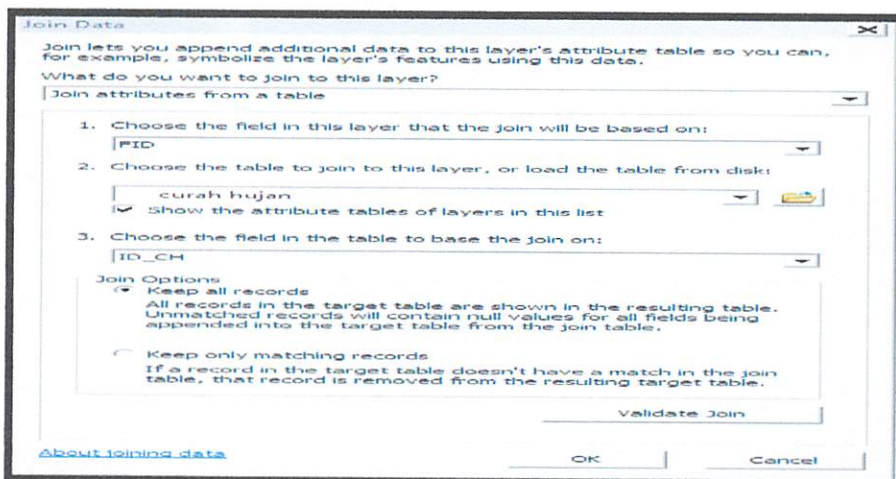 Join Data
Join lets you append additional data to this layer's attribute table so you can,
for example, symbolize the layer's features using this data.
What do you want to join to this layer?
Join attributes from a table
1. Choose the field in this layer that the join will be based on:
FID
2. Choose the table to join to this layer, or load the table from disk:
curah hujan
Show the attribute tables of layers in this list
3. Choose the field in the table to base the join on:
ID_CH
Join Options
Keep all records
All records in the target table are shown in the resulting table.
Unmatched records will contain null values for all fields being
appended into the target table from the join table.
Keep only matching records
If a record in the target table doesn't have a match in the join
table, that record is removed from the resulting target table.
Validate Join
About joining data
OK
Cancel